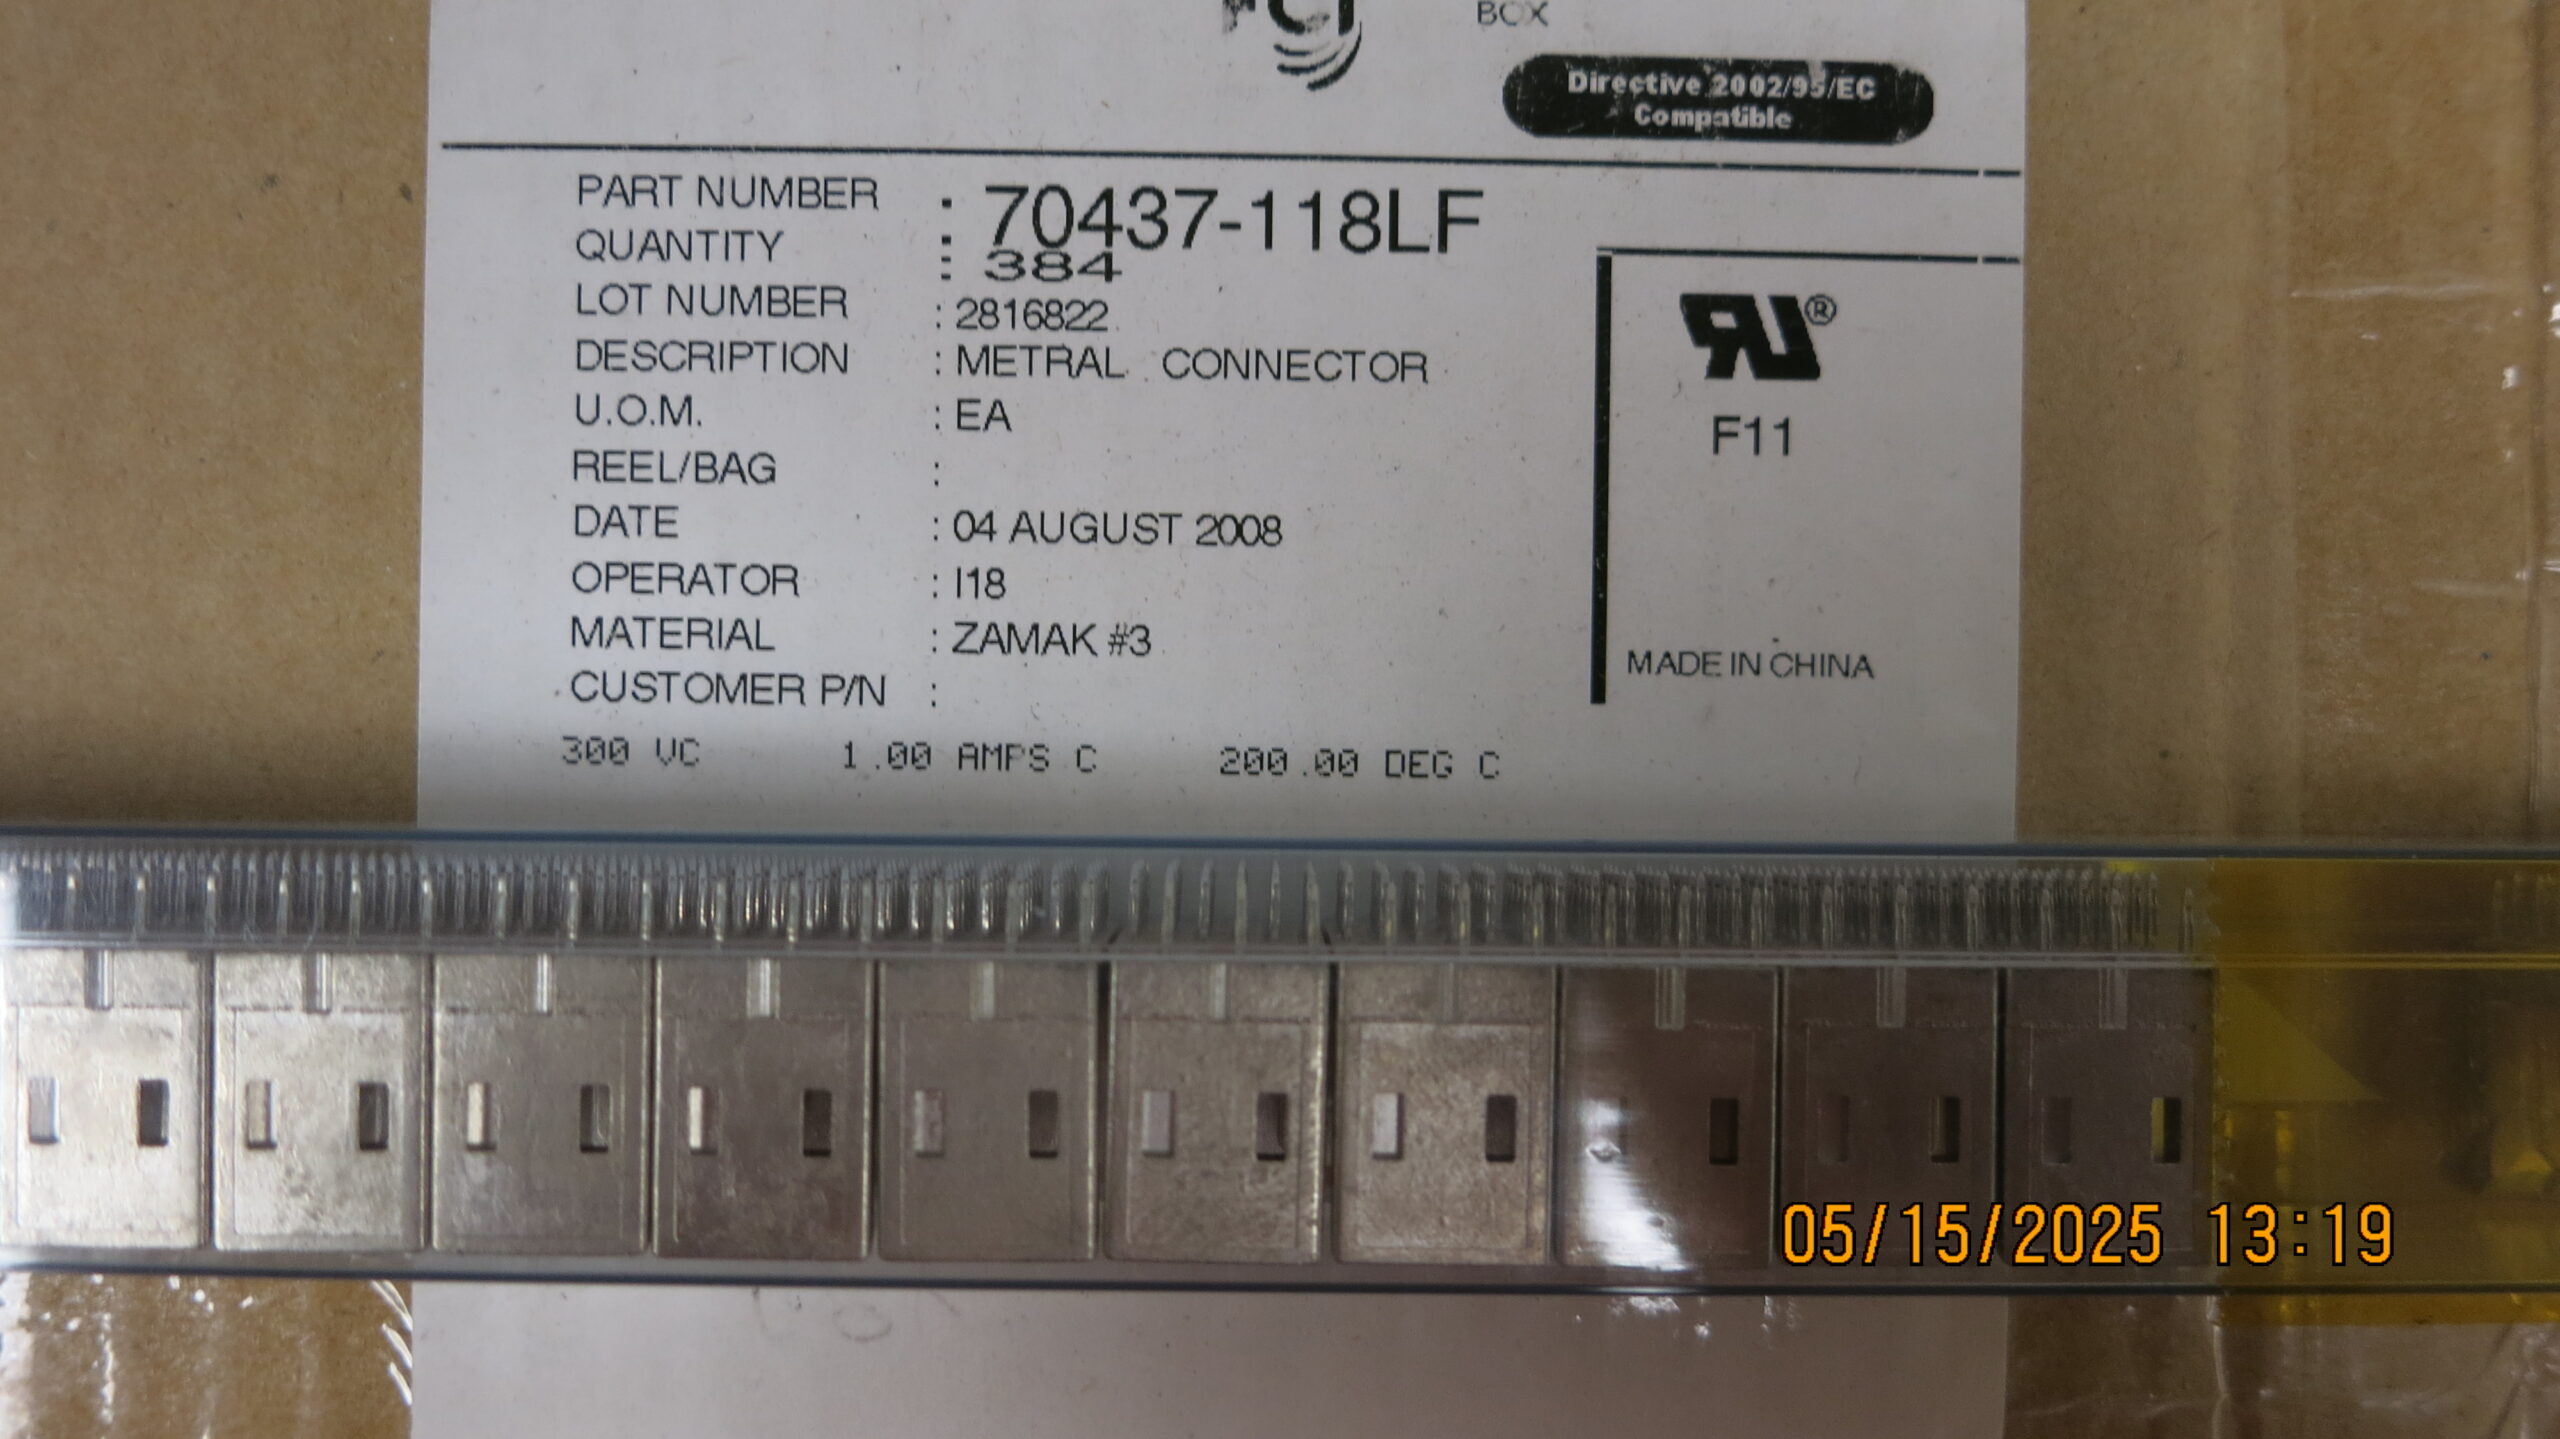 FCI
BOX
Directive 2002/95/EC
Compatible
PART NUMBER : 70437-118LF
QUANTITY : 384
LOT NUMBER : 2816822
DESCRIPTION : METRAL CONNECTOR
U.O.M. : EA
REEL/BAG :
DATE : 04 AUGUST 2008
OPERATOR : I18
MATERIAL : ZAMAK #3
CUSTOMER P/N :
300 VC 1.00 AMPS C 200.00 DEG C
RU®
F11
MADE IN CHINA
05/15/2025 13:19